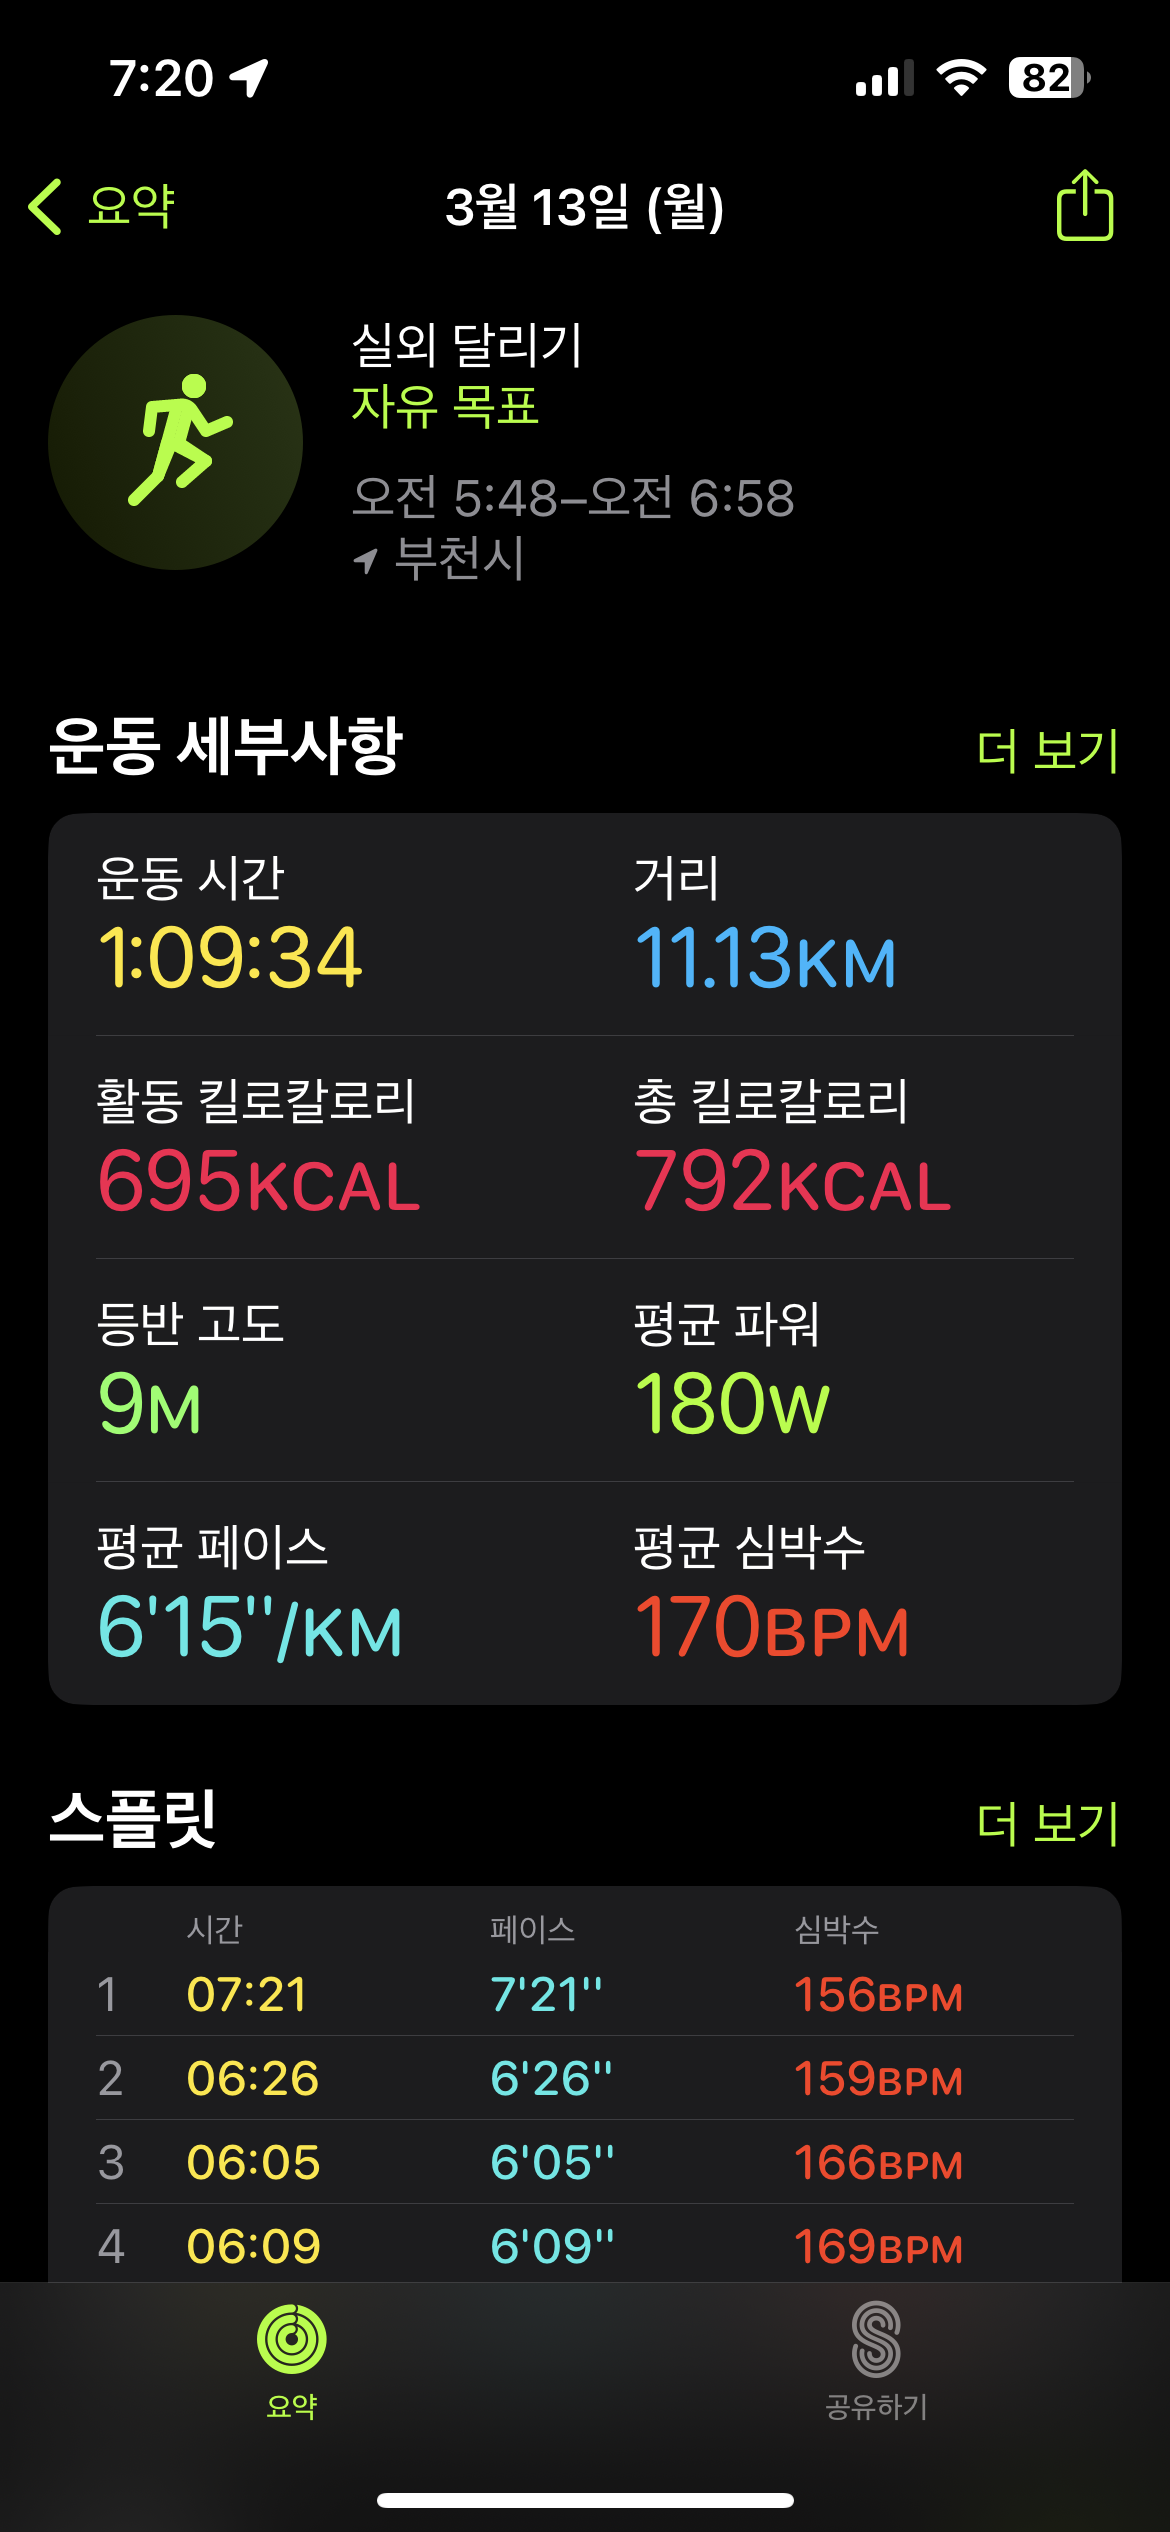 7:20
82
요약
3월 13일 (월)
실외 달리기
자유 목표
오전 5:48–오전 6:58
부천시
운동 세부사항
더 보기
운동 시간 거리
1:09:34 11.13KM
활동 킬로칼로리 총 킬로칼로리
695KCAL 792KCAL
등반 고도 평균 파워
9M 180W
평균 페이스 평균 심박수
6'15''/KM 170BPM
스플릿
더 보기
시간 페이스 심박수
1 07:21 7'21'' 156BPM
2 06:26 6'26'' 159BPM
3 06:05 6'05'' 166BPM
4 06:09 6'09'' 169BPM
요약 공유하기